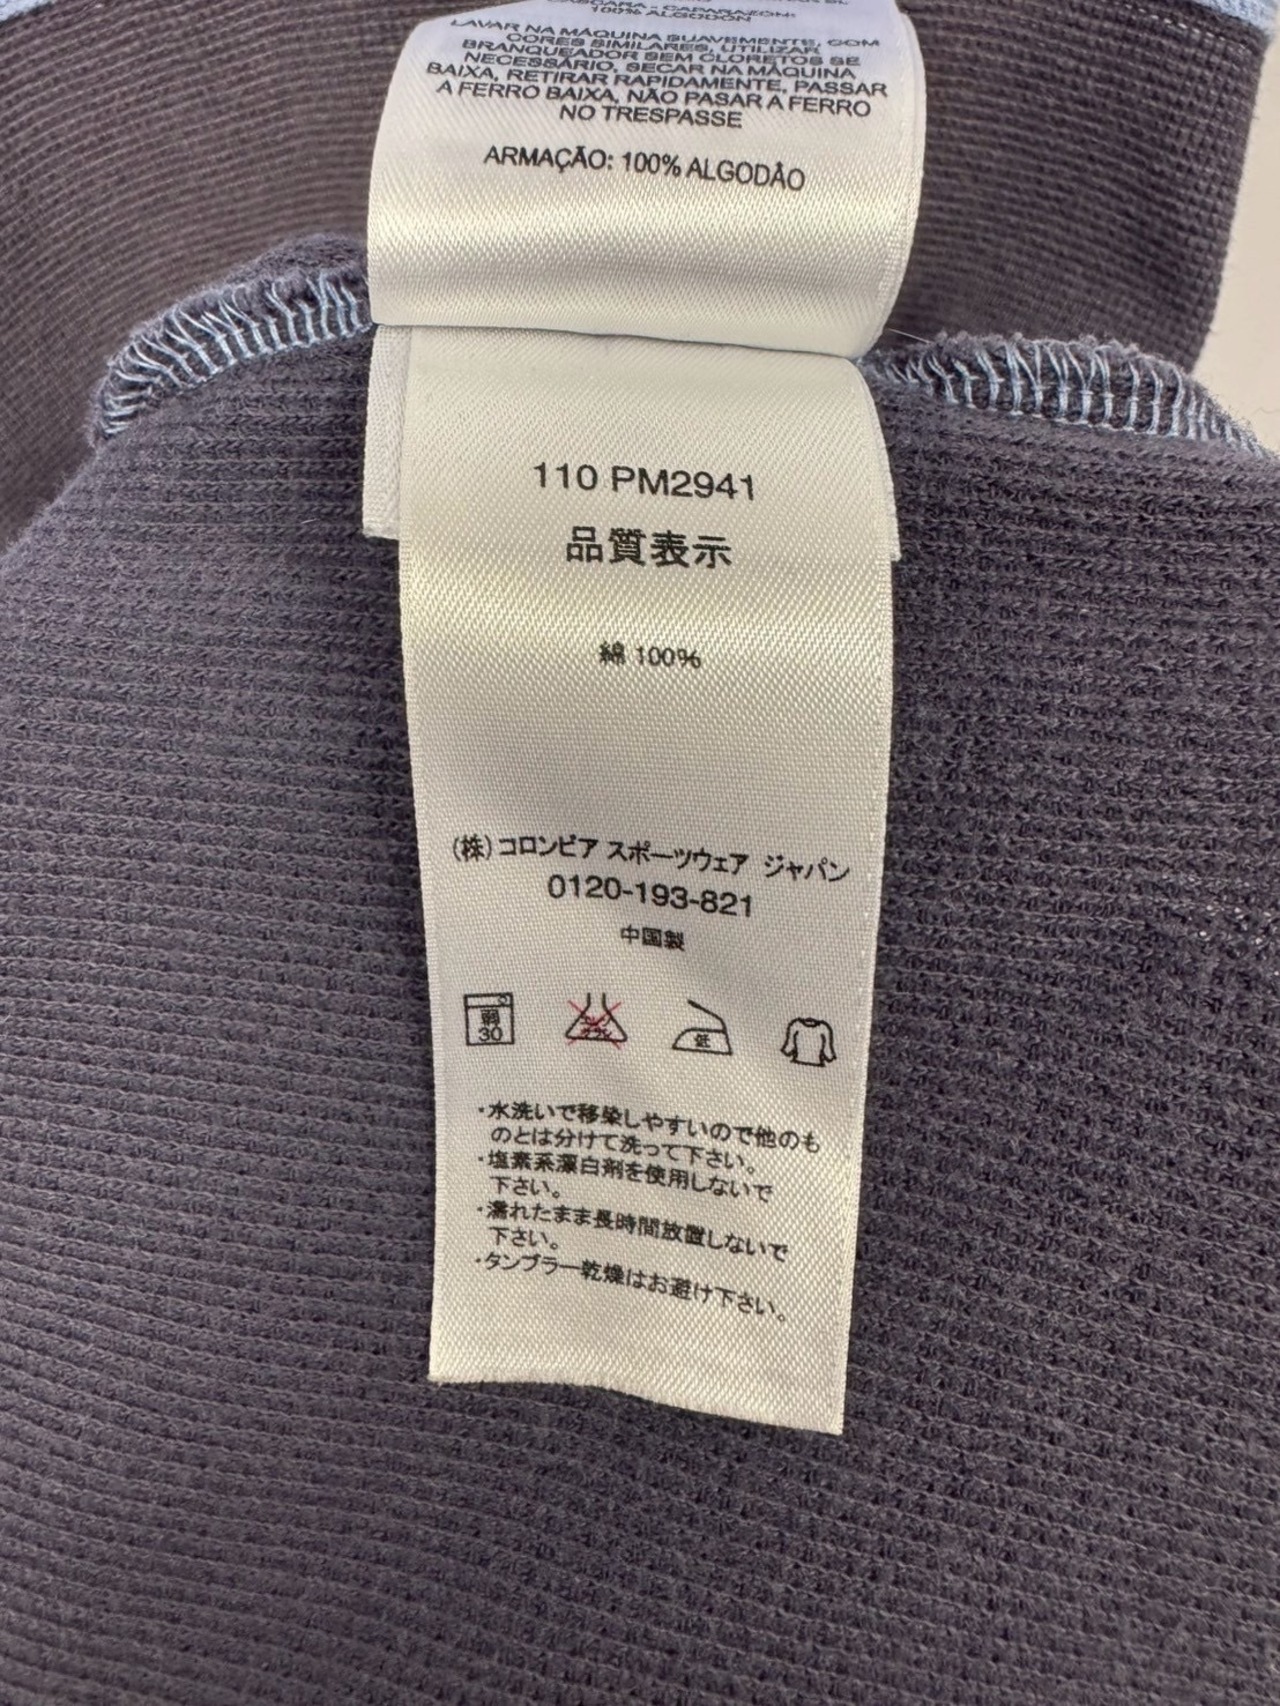 CÁSCARA - CARARAZON:
100% ALGODÓN
LAVAR NA MÁQUINA SUAVEMENTE, COM
CORES SIMILARES, UTILIZAR
BRANQUEADOR SEM CLORETOS SE
NECESSÁRIO, SECAR NA MÁQUINA
BAIXA, RETIRAR RAPIDAMENTE, PASSAR
A FERRO BAIXA, NÃO PASAR A FERRO
NO TRESPASSE
ARMAÇÃO: 100% ALGODÃO
110 PM2941
品質表示
綿 100%
(株)コロンビア スポーツウェア ジャパン
0120-193-821
中国製
弱
30
低
・水洗いで移染しやすいので他のも
のとは分けて洗って下さい。
・塩素系漂白剤を使用しないで
下さい。
・濡れたまま長時間放置しないで
下さい。
・タンブラー乾燥はお避け下さい。